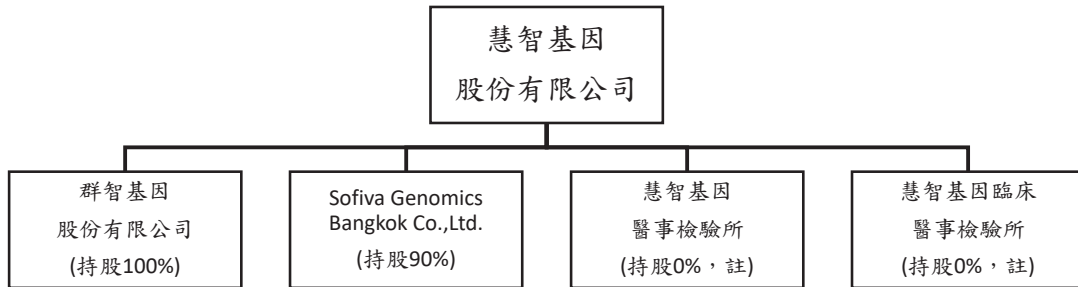 慧智基因
股份有限公司
群智基因
股份有限公司
(持股100%)
Sofiva Genomics
Bangkok Co.,Ltd.
(持股90%)
慧智基因
醫事檢驗所
(持股0%，註)
慧智基因臨床
醫事檢驗所
(持股0%，註)